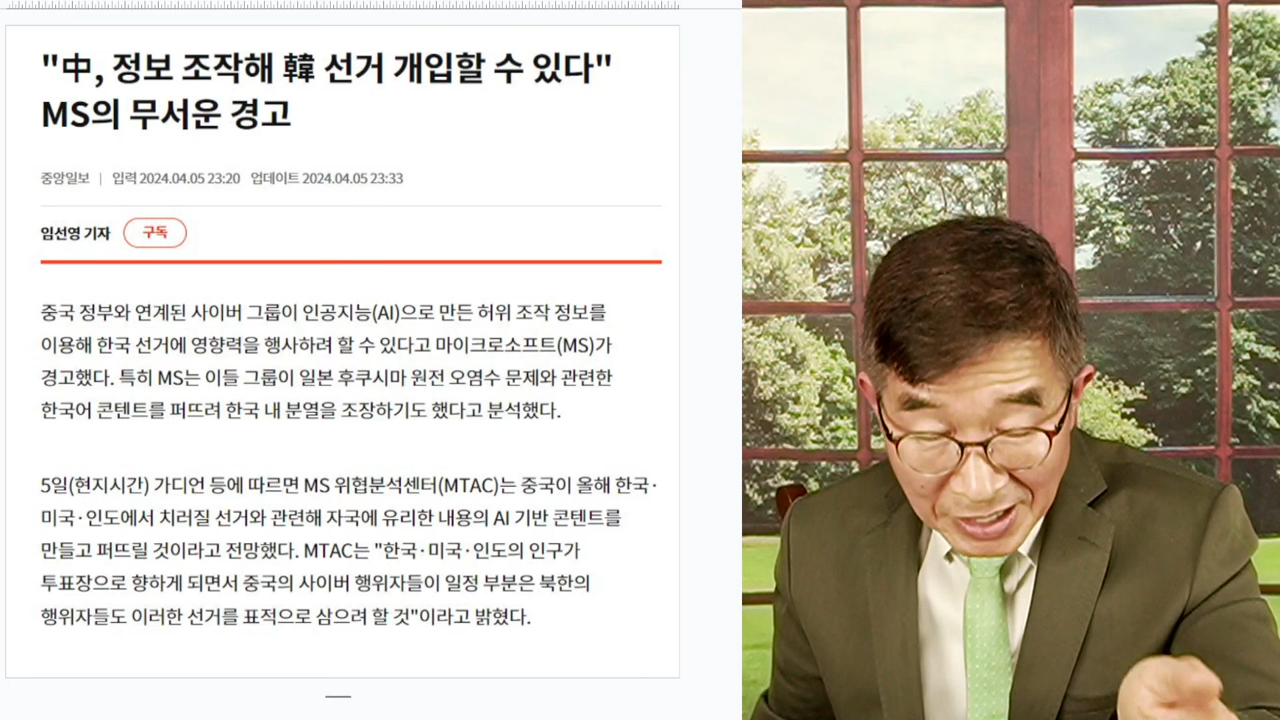 "中, 정보 조작해 韓 선거 개입할 수 있다"
MS의 무서운 경고
중앙일보 | 입력 2024.04.05 23:20 업데이트 2024.04.05 23:33
임선영 기자 구독
중국 정부와 연계된 사이버 그룹이 인공지능(AI)으로 만든 허위 조작 정보를
이용해 한국 선거에 영향력을 행사하려 할 수 있다고 마이크로소프트(MS)가
경고했다. 특히 MS는 이들 그룹이 일본 후쿠시마 원전 오염수 문제와 관련한
한국어 콘텐트를 퍼뜨려 한국 내 분열을 조장하기도 했다고 분석했다.
5일(현지시간) 가디언 등에 따르면 MS 위협분석센터(MTAC)는 중국이 올해 한국·
미국·인도에서 치러질 선거와 관련해 자국에 유리한 내용의 AI 기반 콘텐트를
만들고 퍼뜨릴 것이라고 전망했다. MTAC는 "한국·미국·인도의 인구가
투표장으로 향하게 되면서 중국의 사이버 행위자들이 일정 부분은 북한의
행위자들도 이러한 선거를 표적으로 삼으려 할 것"이라고 밝혔다.